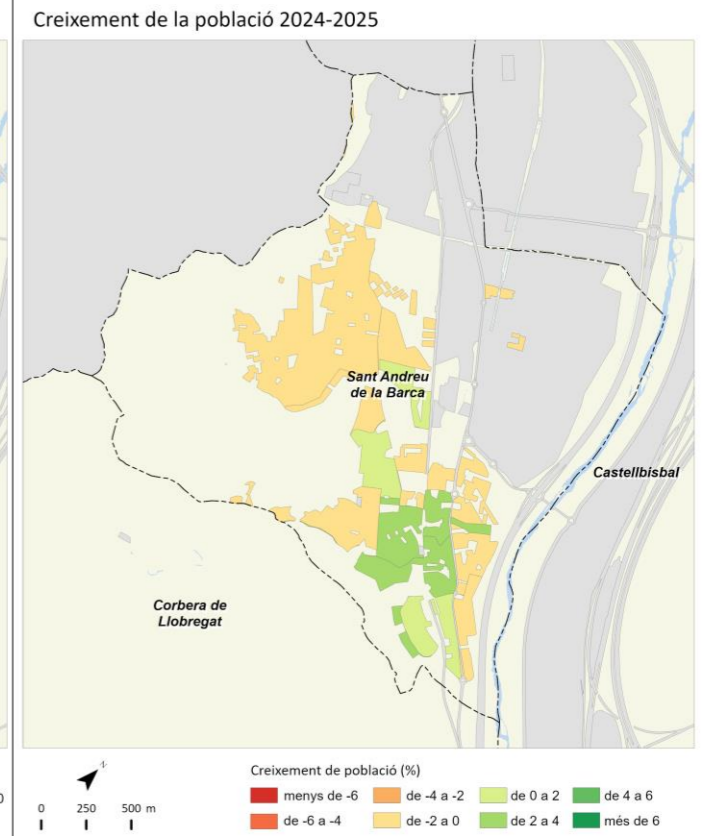 Creixement de la població 2024-2025
Sant Andreu
de la Barca
Castellbisbal
Corbera de
Llobregat
N
0 250 500 m
Creixement de població (%)
menys de -6 de -4 a -2 de 0 a 2 de 4 a 6
de -6 a -4 de -2 a 0 de 2 a 4 més de 6